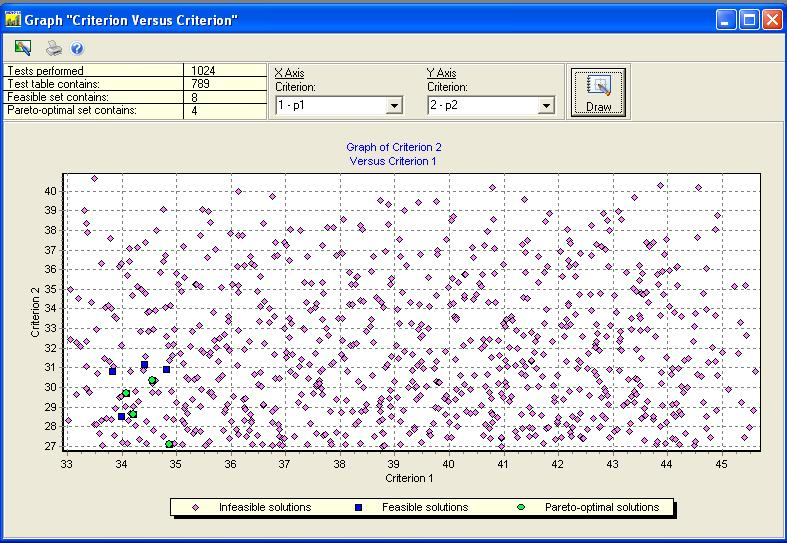 Graph "Criterion Versus Criterion"
Tests performed 1024
Test table contains: 789
Feasible set contains: 8
Pareto-optimal set contains: 4
X Axis
Criterion:
1 - p1
Y Axis
Criterion:
2 - p2
Draw
Graph of Criterion 2
Versus Criterion 1
40
39
38
37
36
35
34
33
32
31
30
29
28
27
Criterion 2
33 34 35 36 37 38 39 40 41 42 43 44 45
Criterion 1
Infeasible solutions Feasible solutions Pareto-optimal solutions